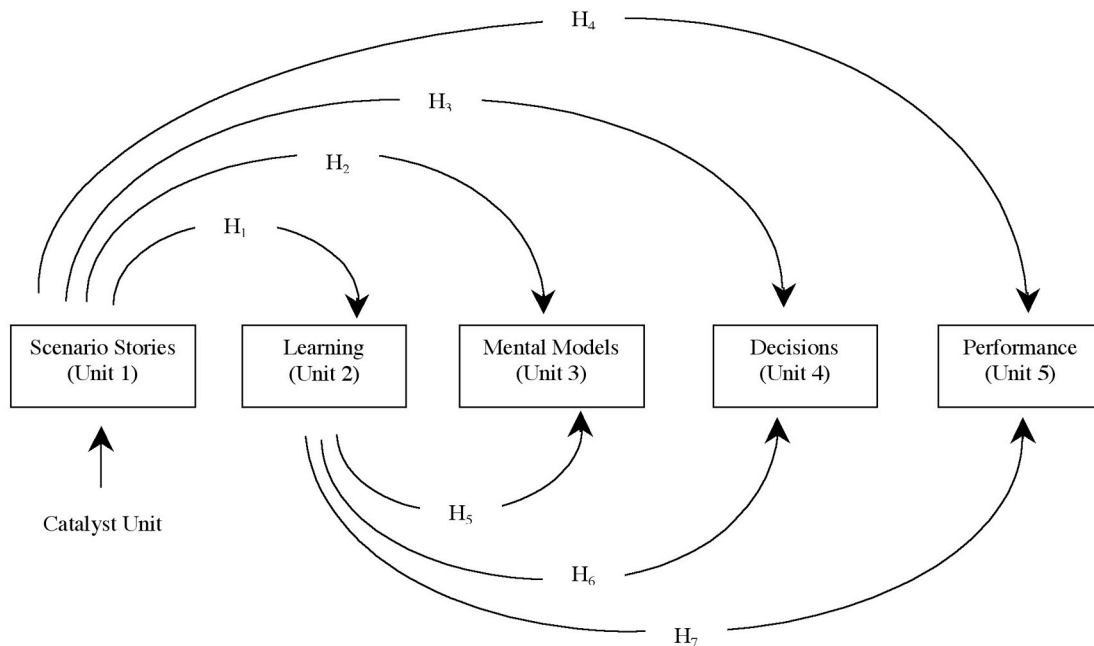 H₄
H₃
H₂
H₁
Scenario Stories
(Unit 1)
Learning
(Unit 2)
Mental Models
(Unit 3)
Decisions
(Unit 4)
Performance
(Unit 5)
Catalyst Unit
H₅
H₆
H₇